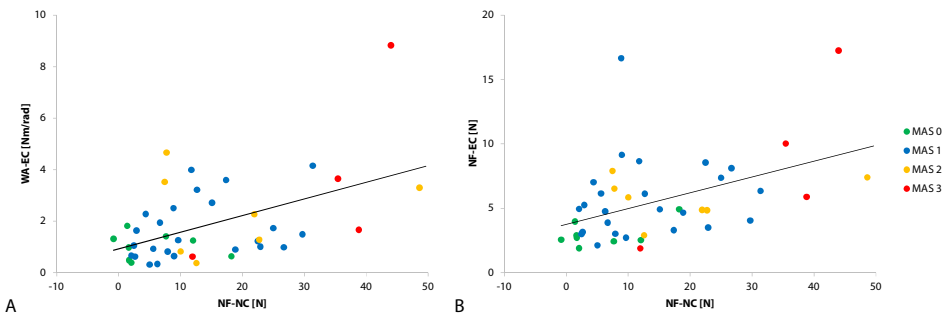 10
8
6
4
2
0
WA-EC [Nm/rad]
-10 0 10 20 30 40 50
NF-NC [N]
A
20
15
10
5
0
NF-EC [N]
-10 0 10 20 30 40 50
NF-NC [N]
B
MAS 0
MAS 1
MAS 2
MAS 3